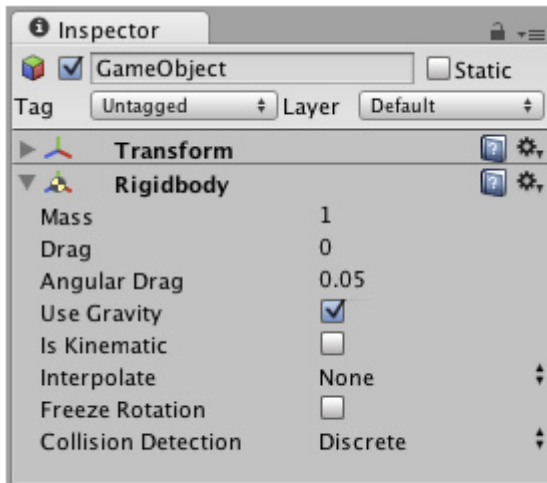 Inspector
GameObject Static
Tag Untagged Layer Default
Transform
Rigidbody
Mass 1
Drag 0
Angular Drag 0.05
Use Gravity
Is Kinematic
Interpolate None
Freeze Rotation
Collision Detection Discrete